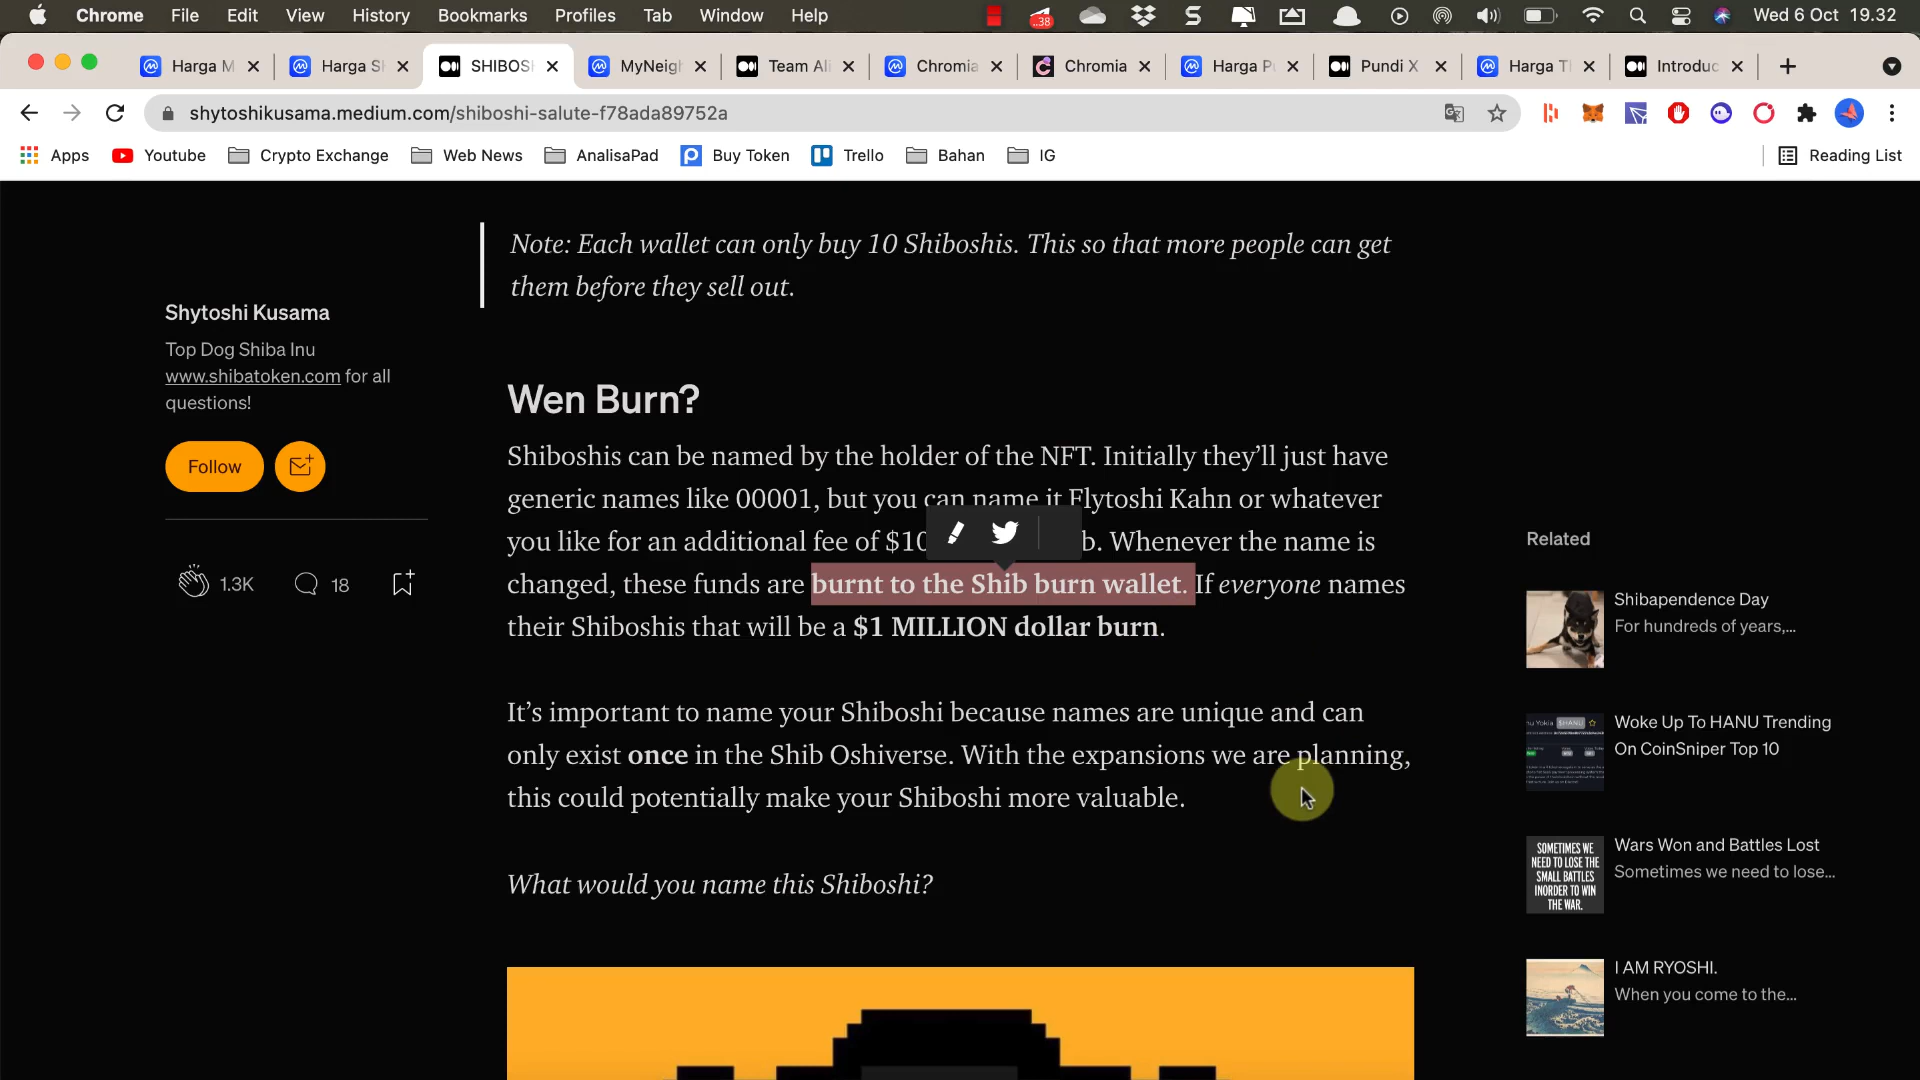 Chrome File Edit View History Bookmarks Profiles Tab Window Help
.38
Wed 6 Oct 19.32
Harga M
Harga S
SHIBOS
MyNeig
Team Al
Chromia
Chromia
Harga P
Pundi X
Harga T
Introduc
shytoshikusama.medium.com/shiboshi-salute-f78ada89752a
Apps Youtube Crypto Exchange Web News AnalisaPad Buy Token Trello Bahan IG Reading List
Note: Each wallet can only buy 10 Shiboshis. This so that more people can get
them before they sell out.
Shytoshi Kusama
Top Dog Shiba Inu
www.shibatoken.com for all
questions!
Follow
1.3K
18
Wen Burn?
Shiboshis can be named by the holder of the NFT. Initially they’ll just have
generic names like 00001, but you can name it Flytoshi Kahn or whatever
you like for an additional fee of $10 b. Whenever the name is
changed, these funds are burnt to the Shib burn wallet. If everyone names
their Shiboshis that will be a $1 MILLION dollar burn.
It’s important to name your Shiboshi because names are unique and can
only exist once in the Shib Oshiverse. With the expansions we are planning,
this could potentially make your Shiboshi more valuable.
What would you name this Shiboshi?
Related
Shibapendence Day
For hundreds of years,...
Woke Up To HANU Trending
On CoinSniper Top 10
SOMETIMES WE
NEED TO LOSE THE
SMALL BATTLES
INORDER TO WIN
THE WAR.
Wars Won and Battles Lost
Sometimes we need to lose...
I AM RYOSHI.
When you come to the...